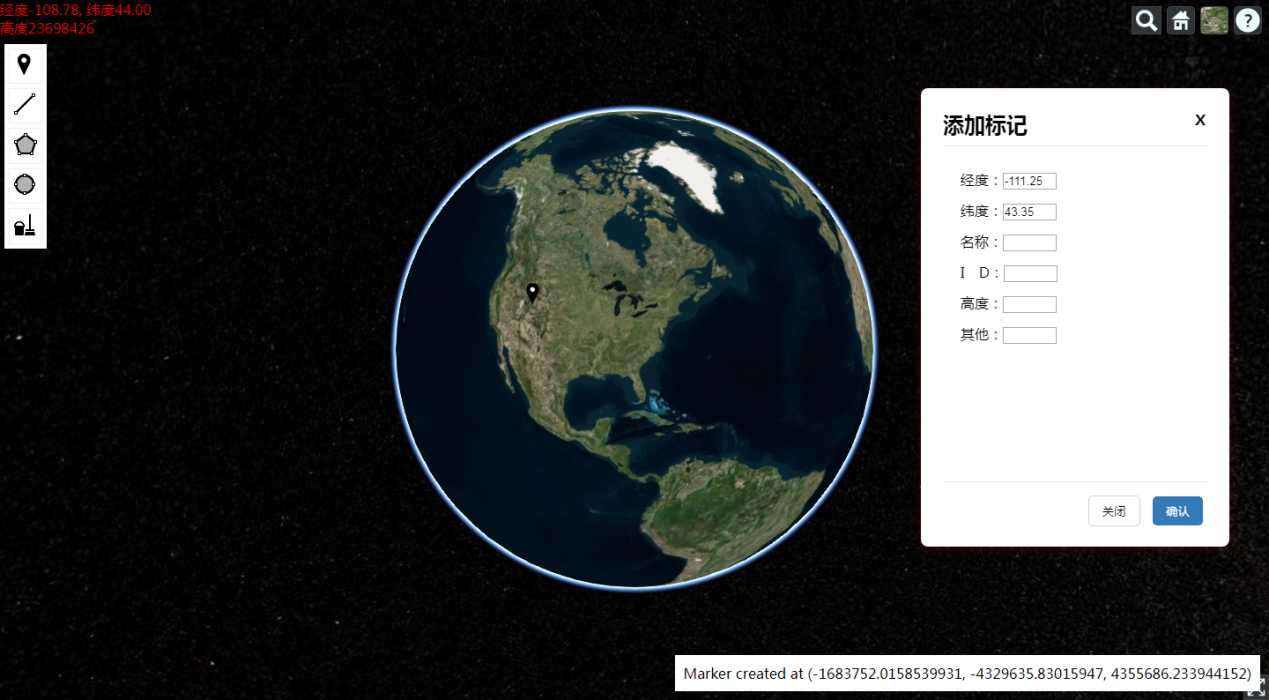 经度-108.78, 纬度44.00
高度23698426
?
添加标记
X
经度：-111.25
纬度：43.35
名称：
I D：
高度：
其他：
关闭
确认
Marker created at (-1683752.0158539931, -4329635.83015947, 4355686.233944152)